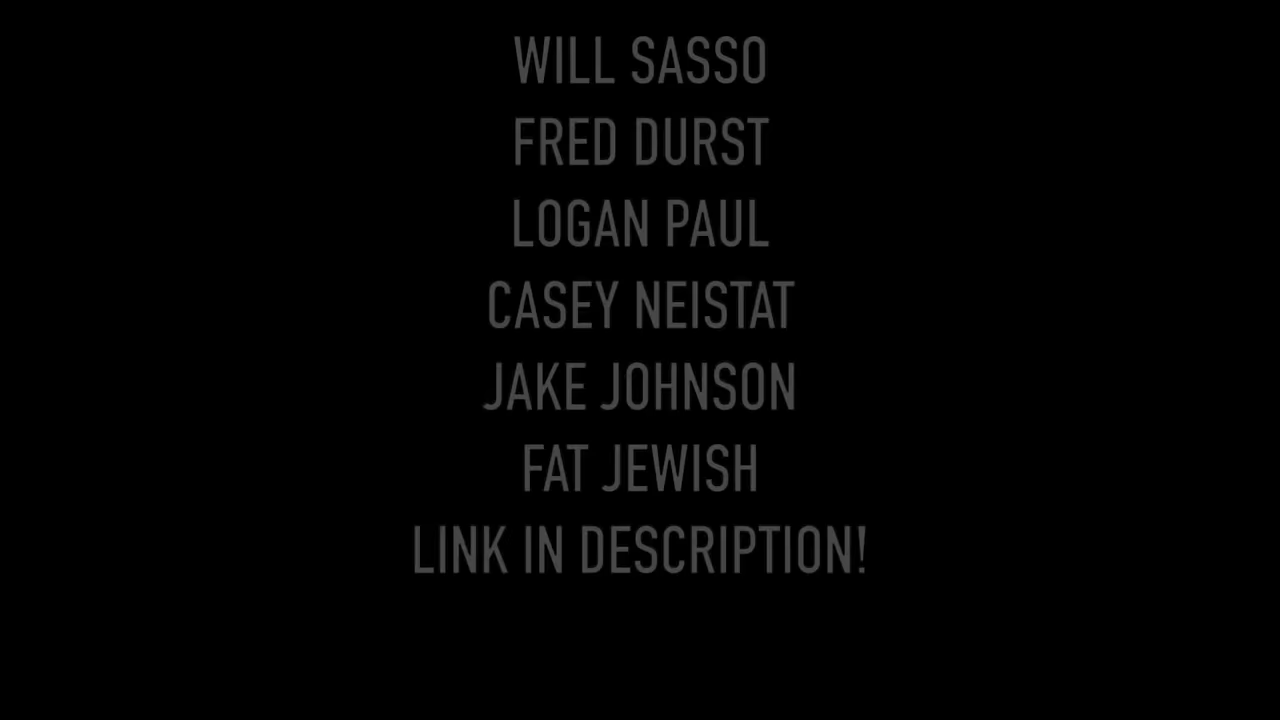 WILL SASSO
FRED DURST
LOGAN PAUL
CASEY NEISTAT
JAKE JOHNSON
FAT JEWISH
LINK IN DESCRIPTION!